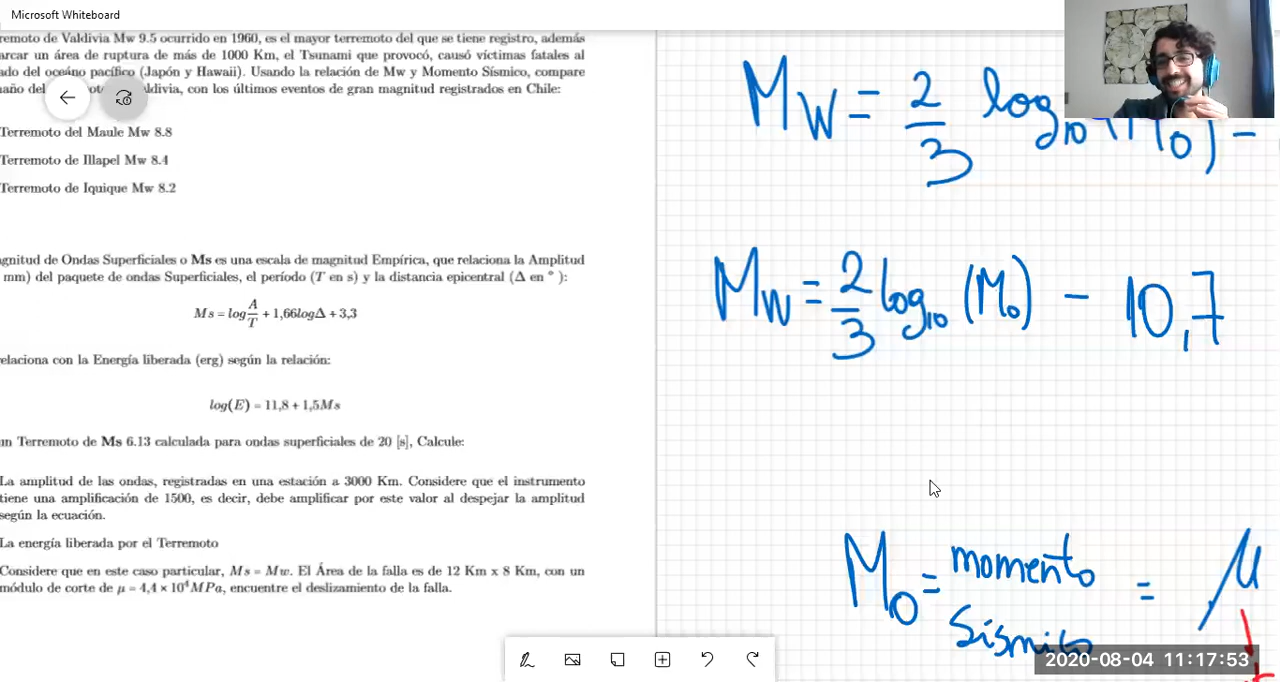 Microsoft Whiteboard
remoto de Valdivia Mw 9.5 ocurrido en 1960, es el mayor terremoto del que se tiene registro, además
arcar un área de ruptura de más de 1000 Km, el Tsunami que provocó, causó víctimas fatales al
ado del oceáno pacífico (Japón y Hawaii). Usando la relación de Mw y Momento Sísmico, compare
año del ldivia, con los últimos eventos de gran magnitud registrados en Chile:
Terremoto del Maule Mw 8.8
Terremoto de Illapel Mw 8.4
Terremoto de Iquique Mw 8.2
agnitud de Ondas Superficiales o Ms es una escala de magnitud Empírica, que relaciona la Amplitud
mm) del paquete de ondas Superficiales, el período (T en s) y la distancia epicentral (Δ en °):
Ms = log A/T + 1,66logΔ + 3,3
elaciona con la Energía liberada (erg) según la relación:
log(E) = 11,8 + 1,5Ms
un Terremoto de Ms 6.13 calculada para ondas superficiales de 20 [s], Calcule:
La amplitud de las ondas, registradas en una estación a 3000 Km. Considere que el instrumento
tiene una amplificación de 1500, es decir, debe amplificar por este valor al despejar la amplitud
según la ecuación.
La energía liberada por el Terremoto
Considere que en este caso particular, Ms = Mw. El Área de la falla es de 12 Km x 8 Km, con un
módulo de corte de μ = 4,4 × 10⁴MPa, encuentre el deslizamiento de la falla.
Mw = 2/3 log₁₀ (M₀) -
Mw = 2/3 log₁₀ (M₀) - 10,7
M₀ = momento = μ
sísmico
2020-08-04 11:17:53